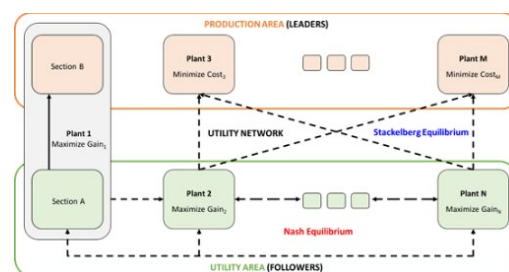 PRODUCTION AREA (LEADERS)
Section B
Plant 3
Minimize Cost₃
Plant M
Minimize Costₘ
Plant 1
Maximize Gain₁
UTILITY NETWORK
Stackelberg Equilibrium
Section A
Plant 2
Maximize Gain₂
Plant N
Maximize Gainₙ
Nash Equilibrium
UTILITY AREA (FOLLOWERS)